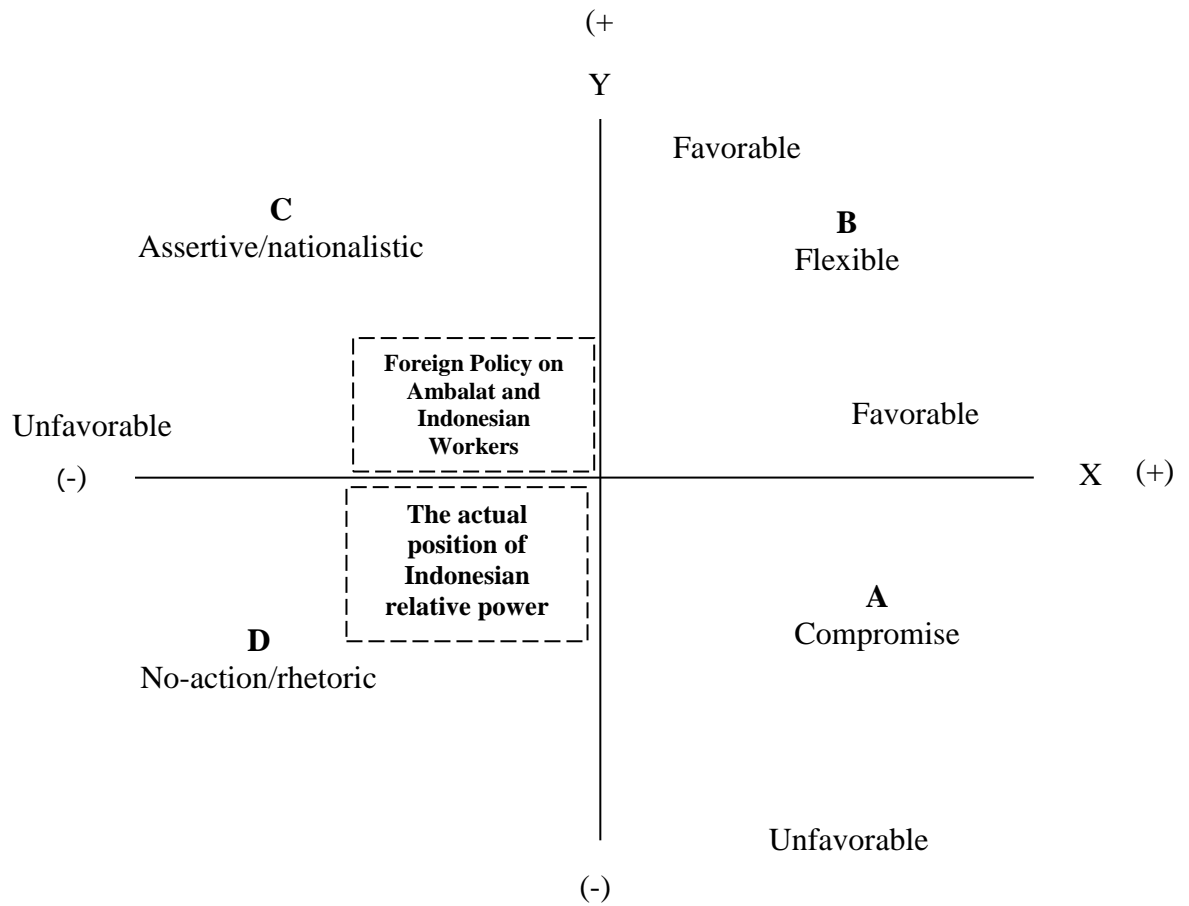 (+
Y
Favorable
C
Assertive/nationalistic
B
Flexible
Foreign Policy on
Ambalat and
Indonesian
Workers
Unfavorable
(-)
Favorable
X (+)
The actual
position of
Indonesian
relative power
A
Compromise
D
No-action/rhetoric
Unfavorable
(-)